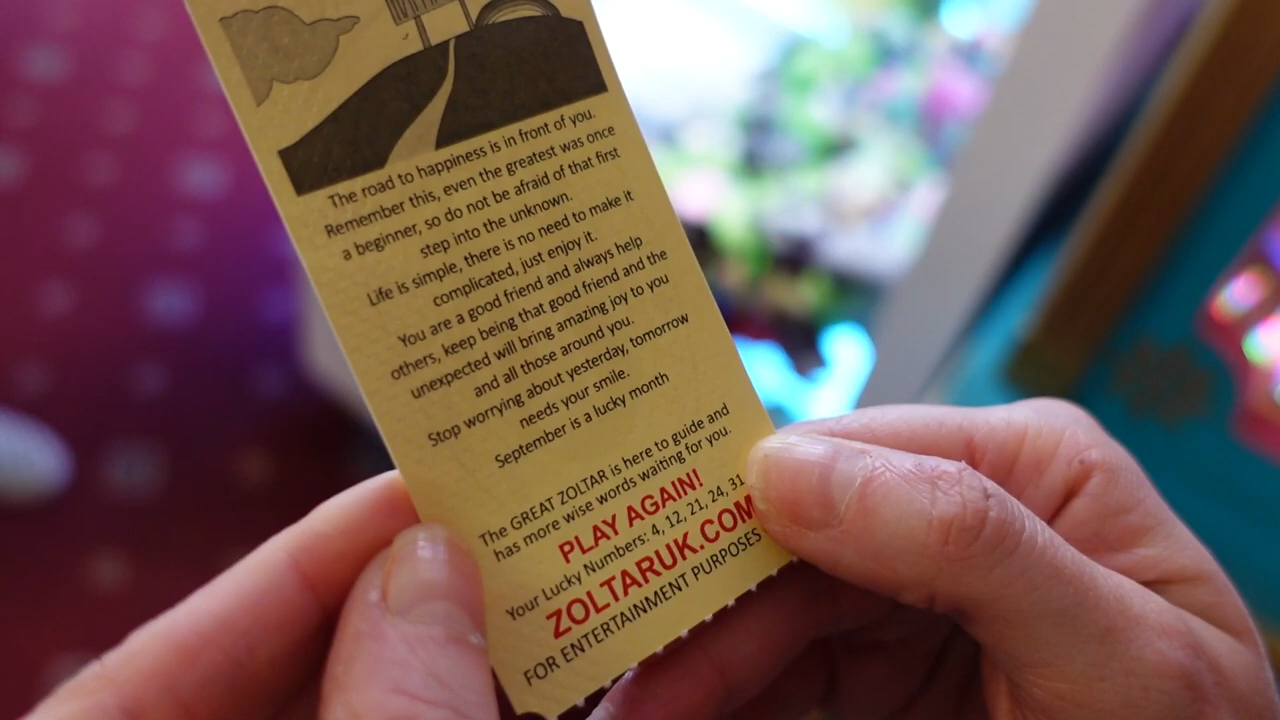 The road to happiness is in front of you.
Remember this, even the greatest was once
a beginner, so do not be afraid of that first
step into the unknown.
Life is simple, there is no need to make it
complicated, just enjoy it.
You are a good friend and always help
others, keep being that good friend and the
unexpected will bring amazing joy to you
and all those around you.
Stop worrying about yesterday, tomorrow
needs your smile.
September is a lucky month
The GREAT ZOLTAR is here to guide and
has more wise words waiting for you.
PLAY AGAIN!
Your Lucky Numbers: 4, 12, 21, 24, 31
ZOLTARUK.COM
FOR ENTERTAINMENT PURPOSES